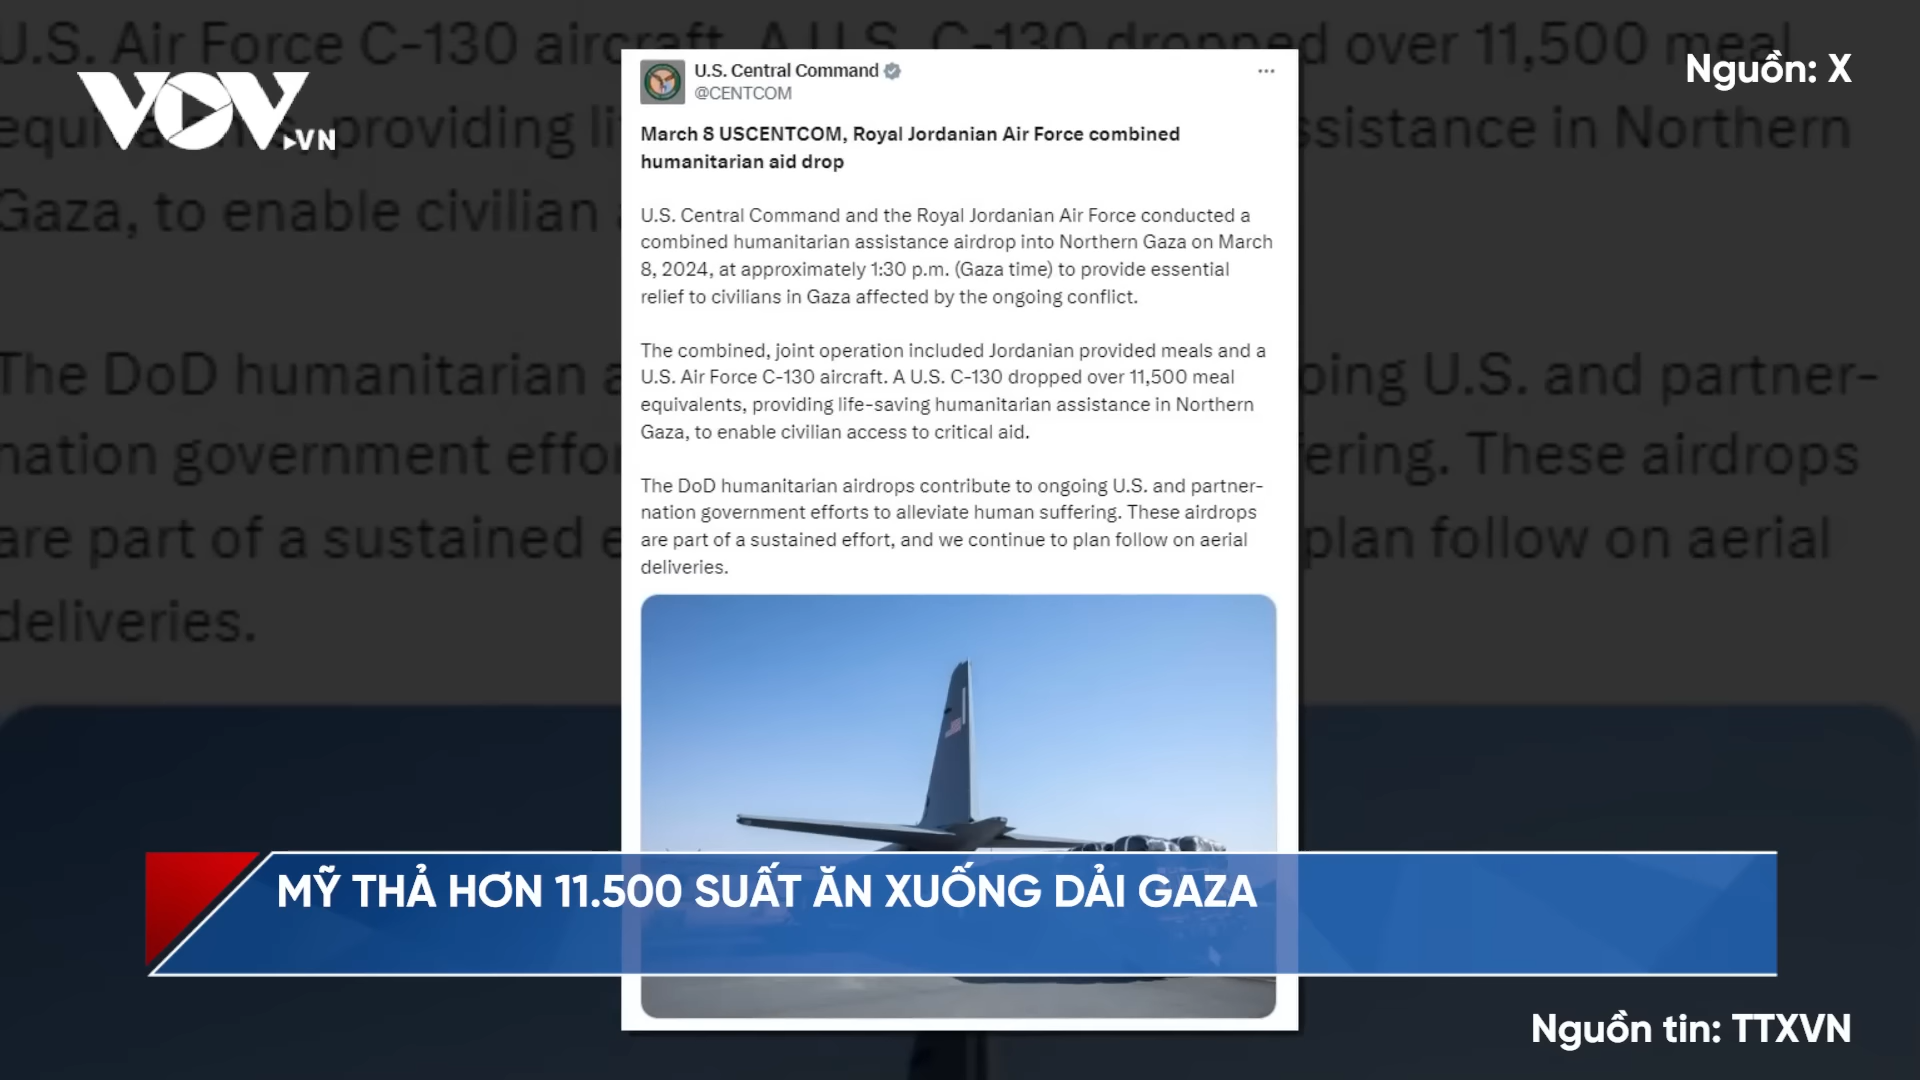 VOV.VN
Nguồn: X
U.S. Central Command
@CENTCOM
March 8 USCENTCOM, Royal Jordanian Air Force combined
humanitarian aid drop
U.S. Central Command and the Royal Jordanian Air Force conducted a
combined humanitarian assistance airdrop into Northern Gaza on March
8, 2024, at approximately 1:30 p.m. (Gaza time) to provide essential
relief to civilians in Gaza affected by the ongoing conflict.
The combined, joint operation included Jordanian provided meals and a
U.S. Air Force C-130 aircraft. A U.S. C-130 dropped over 11,500 meal
equivalents, providing life-saving humanitarian assistance in Northern
Gaza, to enable civilian access to critical aid.
The DoD humanitarian airdrops contribute to ongoing U.S. and partner-
nation government efforts to alleviate human suffering. These airdrops
are part of a sustained effort, and we continue to plan follow on aerial
deliveries.
MỸ THẢ HƠN 11.500 SUẤT ĂN XUỐNG DẢI GAZA
Nguồn tin: TTXVN